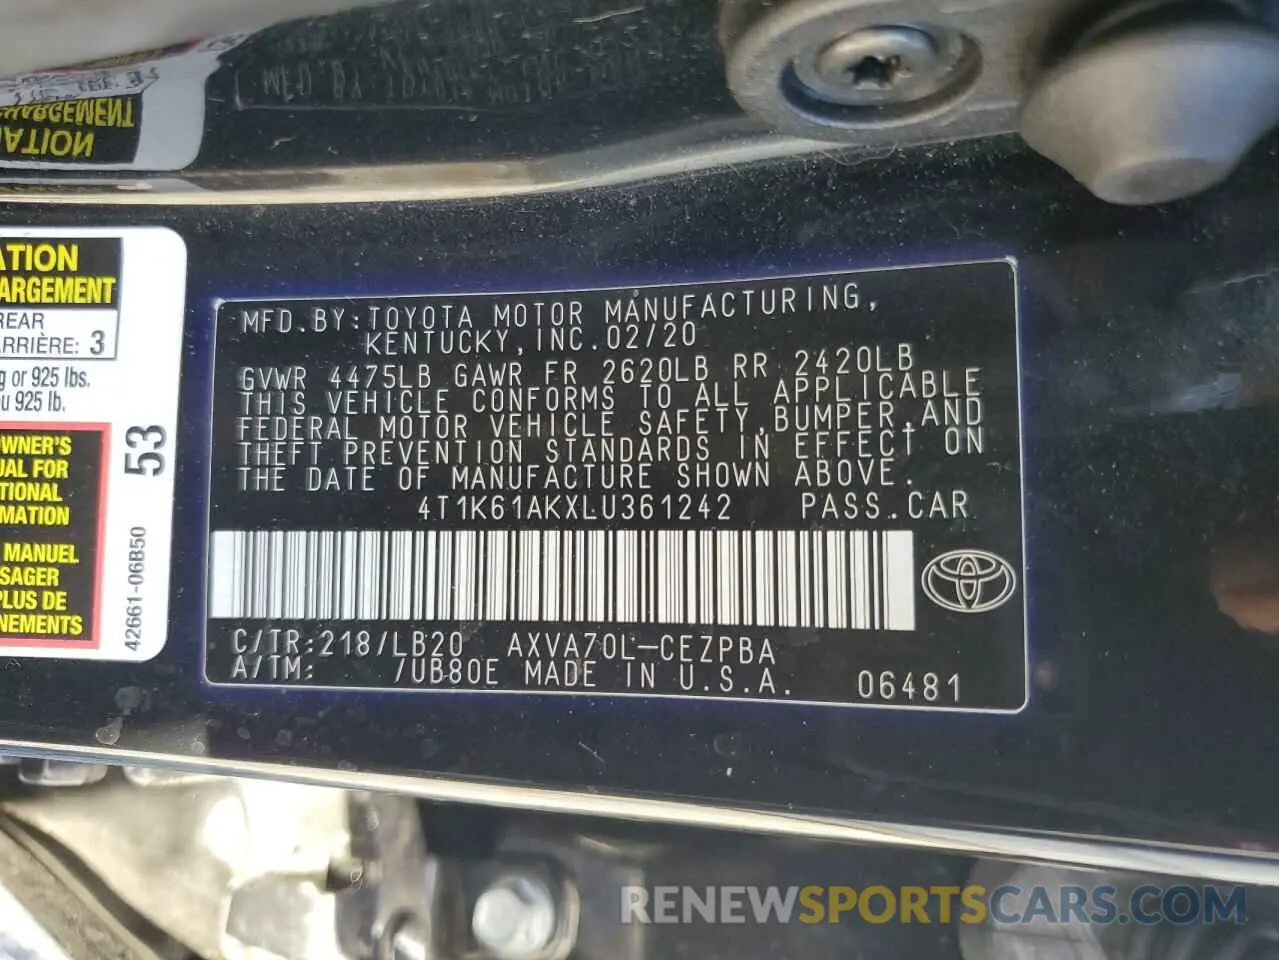 CHARGEMENT
ATION
ARGEMENT
REAR
ARRIÈRE: 3
g or 925 lbs.
u 925 lb.
OWNER'S
UAL FOR
TIONAL
MATION
MANUEL
SAGER
PLUS DE
NEMENTS
53
42661-06B50
MFD.BY:TOYOTA MOTOR MANUFACTURING,
KENTUCKY,INC.02/20
GVWR 4475LB GAWR FR 2620LB RR 2420LB
THIS VEHICLE CONFORMS TO ALL APPLICABLE
FEDERAL MOTOR VEHICLE SAFETY,BUMPER,AND
THEFT PREVENTION STANDARDS IN EFFECT ON
THE DATE OF MANUFACTURE SHOWN ABOVE.
4T1K61AKXLU361242 PASS.CAR
C/TR:218/LB20 AXVA70L-CEZPBA
A/TM: /UB80E MADE IN U.S.A. 06481
RENEWSPORTSCARS.COM